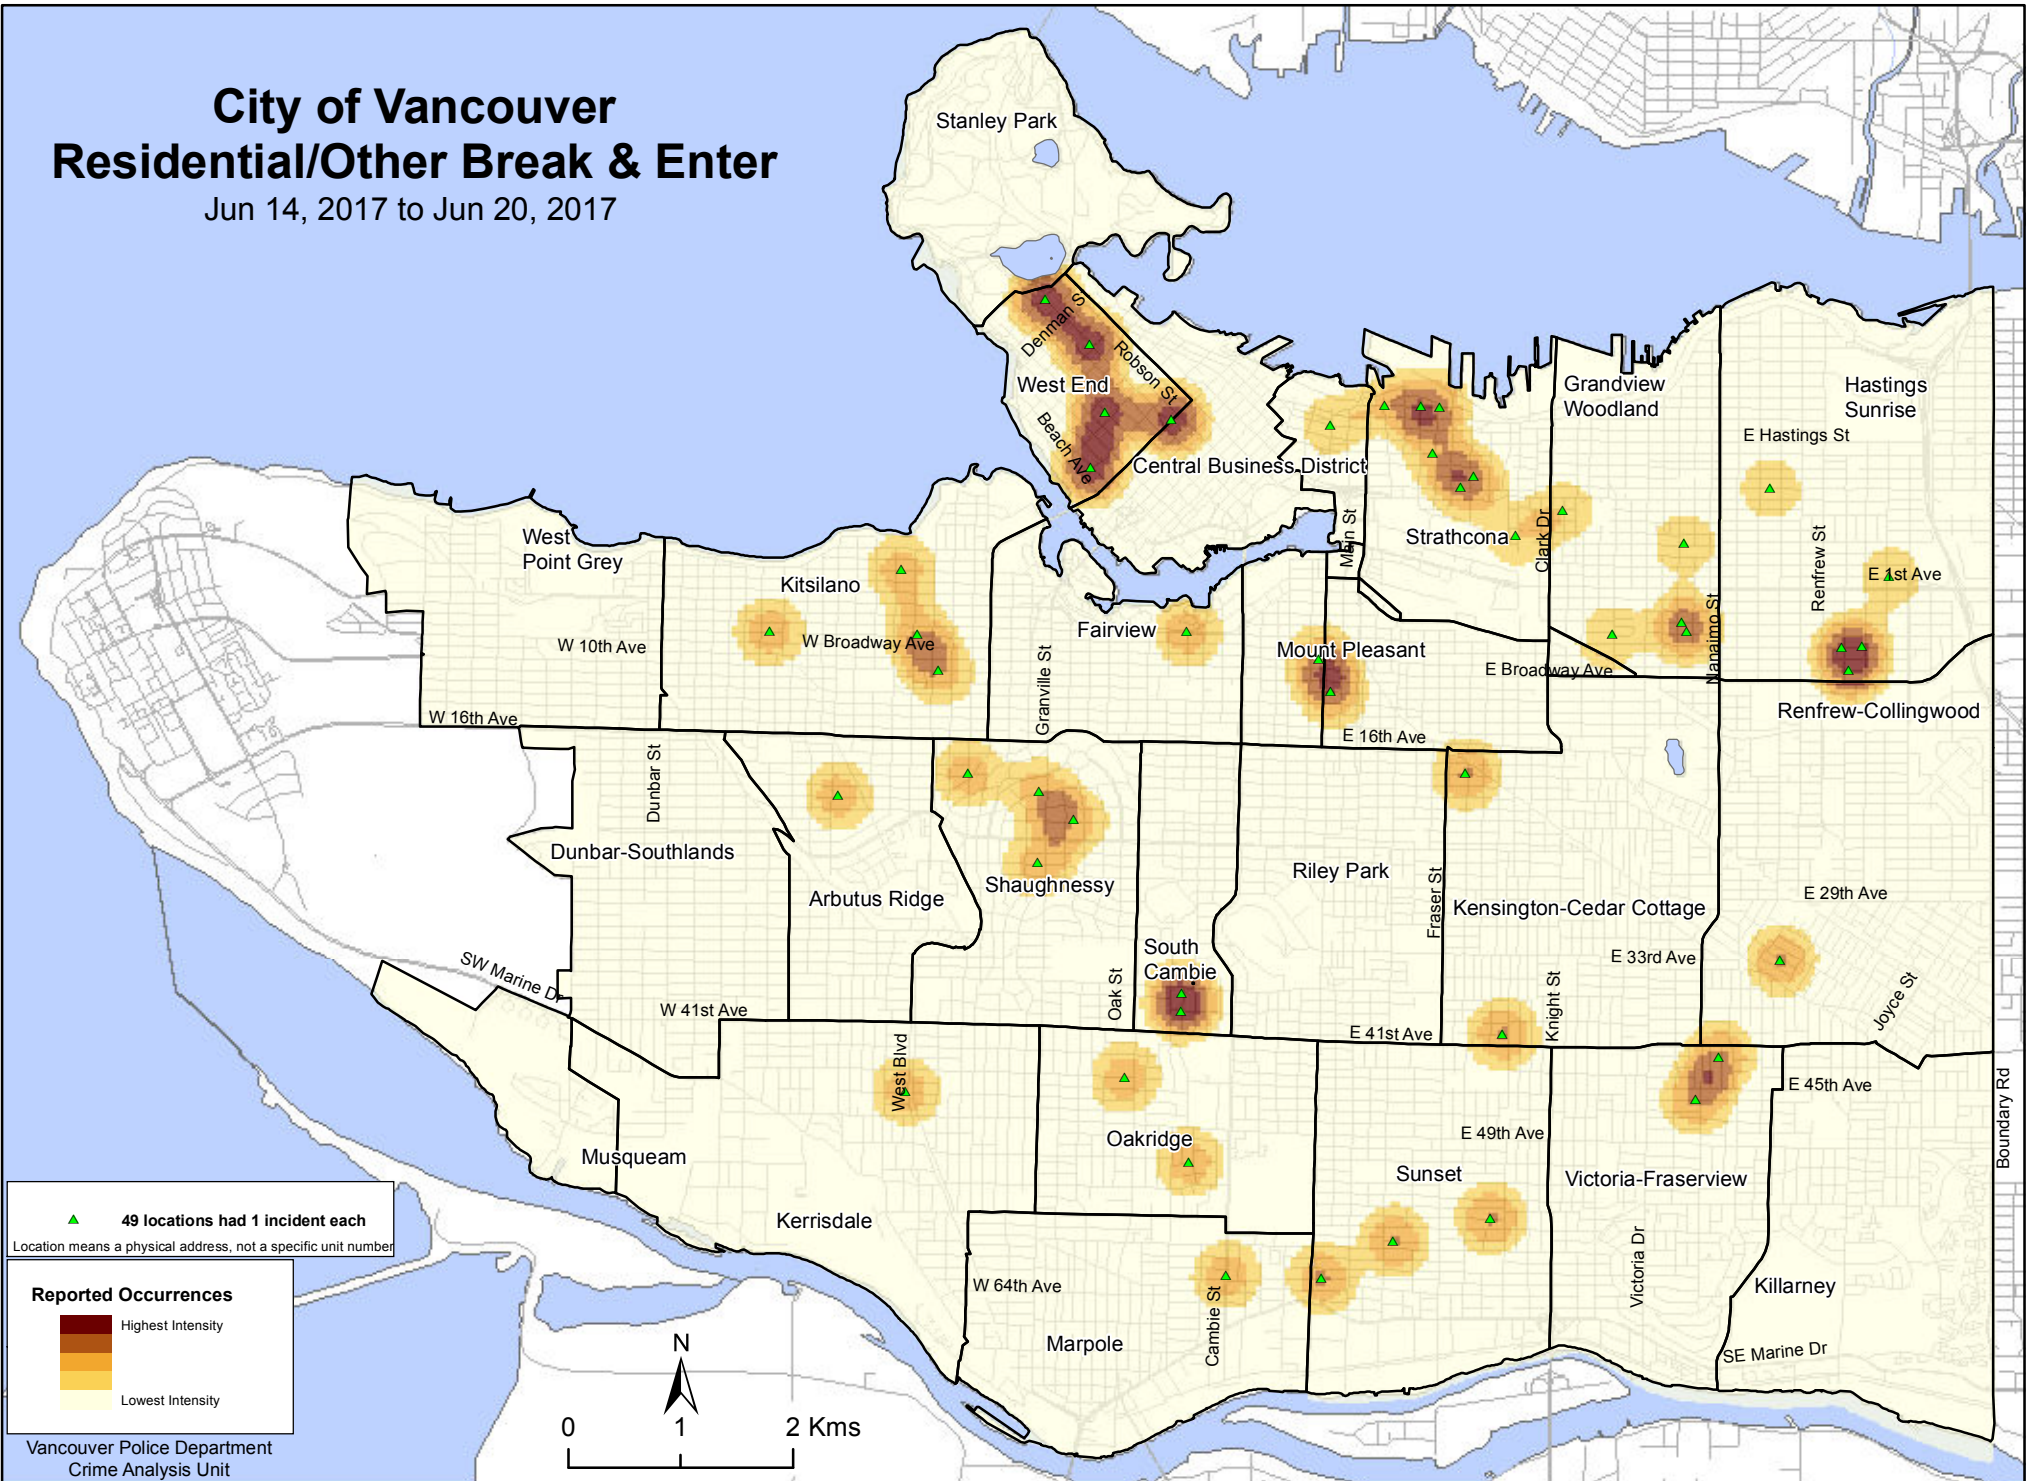 City of Vancouver
Residential/Other Break & Enter
Jun 14, 2017 to Jun 20, 2017
Stanley Park
Denman S
Robson St
West End
Beach Ave
Central Business District
Grandview
Woodland
Hastings
Sunrise
E Hastings St
West
Point Grey
Kitsilano
Fairview
Main St
Strathcona
Clark Dr
Renfrew St
E 1st Ave
W 10th Ave
W Broadway Ave
Granville St
Mount Pleasant
E Broadway Ave
Nanaimo St
W 16th Ave
E 16th Ave
Renfrew-Collingwood
Dunbar St
Dunbar-Southlands
Arbutus Ridge
Shaughnessy
Riley Park
Fraser St
Kensington-Cedar Cottage
E 29th Ave
South
Cambie
E 33rd Ave
SW Marine Dr
W 41st Ave
Oak St
E 41st Ave
Knight St
Joyce St
West Blvd
E 45th Ave
Boundary Rd
Musqueam
Oakridge
E 49th Ave
Sunset
Victoria-Fraserview
Kerrisdale
W 64th Ave
Cambie St
Victoria Dr
Killarney
Marpole
SE Marine Dr
49 locations had 1 incident each
Location means a physical address, not a specific unit number
Reported Occurrences
Highest Intensity
Lowest Intensity
N
0 1 2 Kms
Vancouver Police Department
Crime Analysis Unit